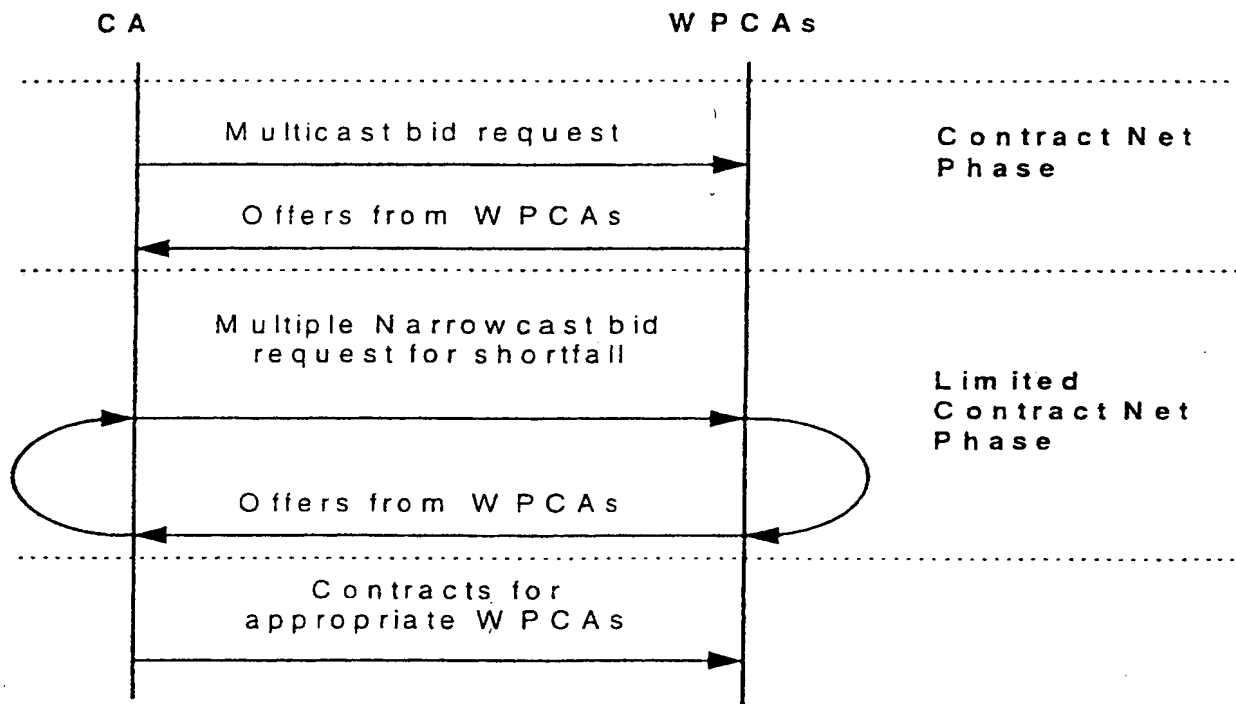 CA
WPCAs
Multicast bid request
Contract Net
Phase
Offers from WPCAs
Multiple Narrowcast bid
request for shortfall
Limited
Contract Net
Phase
Offers from WPCAs
Contracts for
appropriate WPCAs